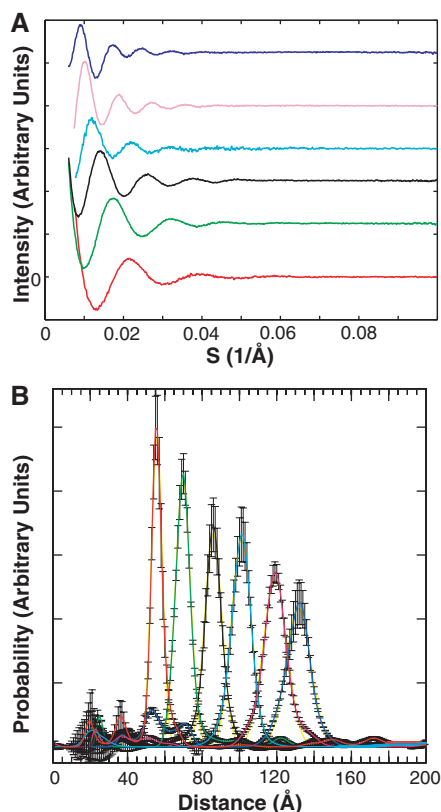 A
Intensity (Arbitrary Units)
0
0 0.02 0.04 0.06 0.08
S (1/Å)
B
Probability (Arbitrary Units)
0 40 80 120 160 200
Distance (Å)